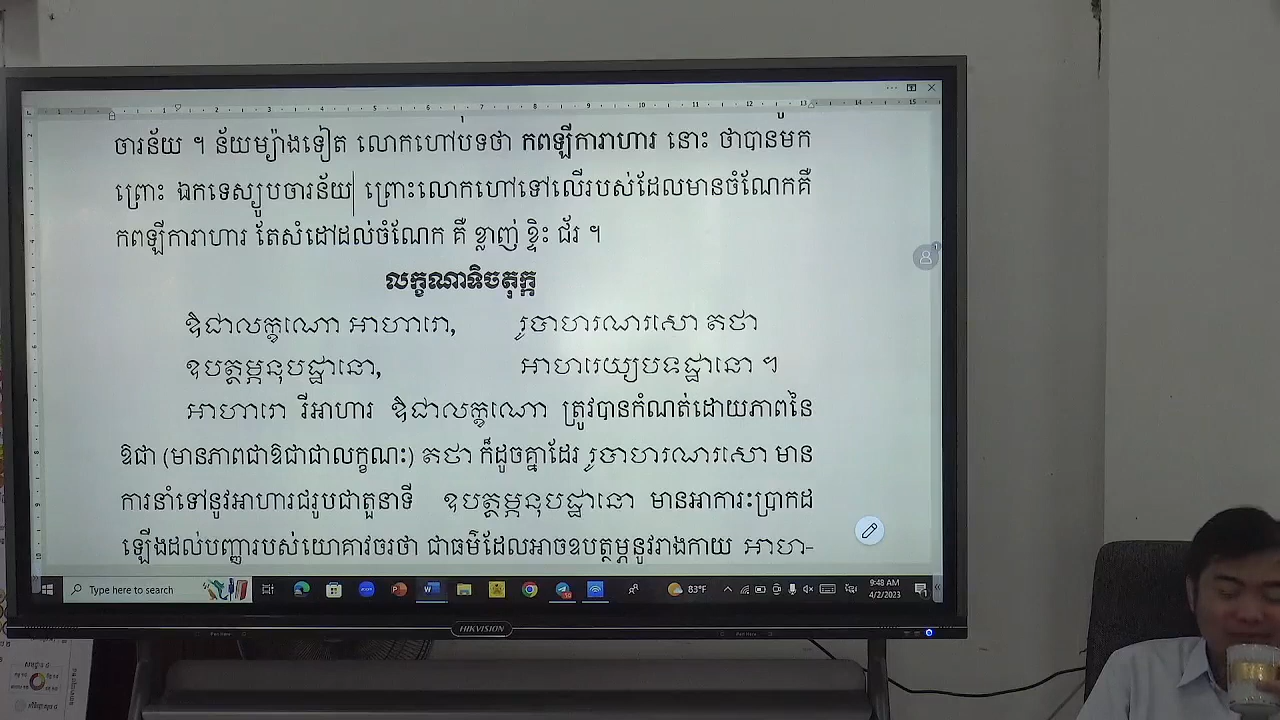 ចារន័យ ។ ន័យម្យ៉ាងទៀត លោកហៅបទថា កពឡីការាហារ នោះ ថាបានមក
ព្រោះ ឯកទេស្យូបចារន័យ ព្រោះលោកហៅទៅលើរបស់ដែលមានចំណែកគឺ
កពឡីការាហារ តែសំដៅដល់ចំណែក គឺ ខ្លាញ់ ខ្ទិះ ជ័រ ។
លក្ខណាទិចតុក្ក
ឱជាលក្ខណោ អាហារោ, រូបាហរណរសោ តថា
ឧបត្ថម្ភនុបដ្ឋានោ, អាហរេយ្យបទដ្ឋានោ ។
អាហារោ រីអាហារ ឱជាលក្ខណោ ត្រូវបានកំណត់ដោយភាពនៃ
ឱជា (មានភាពជាឱជាជាលក្ខណៈ) តថា ក៏ដូចគ្នាដែរ រូបាហរណរសោ មាន
ការនាំទៅនូវអាហារជរូបជាតួនាទី ឧបត្ថម្ភនុបដ្ឋានោ មានអាការៈប្រាកដ
ឡើងដល់បញ្ញារបស់យោគាវចរថា ជាធម៌ដែលអាចឧបត្ថម្ភនូវរាងកាយ អាហ-
Type here to search
83°F
9:48 AM
4/2/2023
HIKVISION